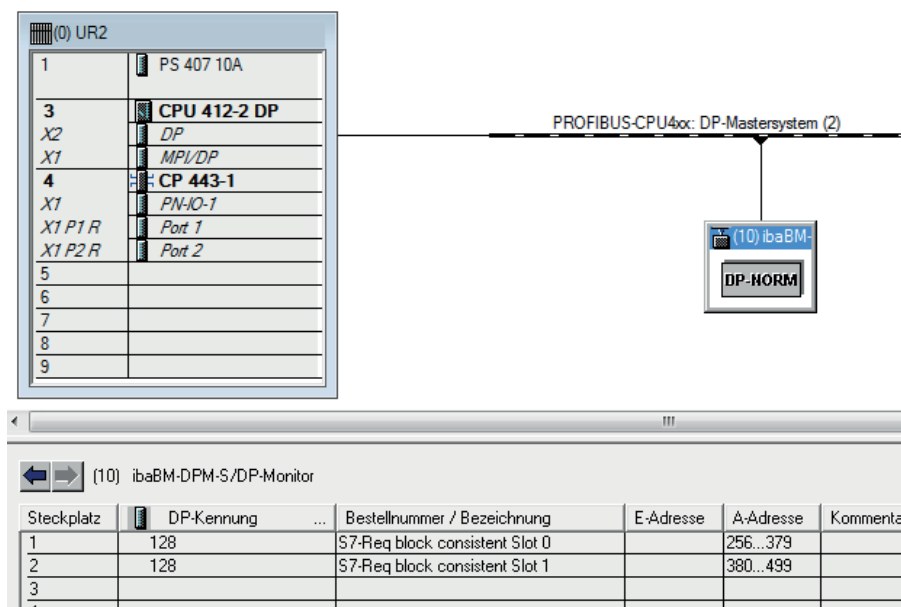 (0) UR2
1 PS 407 10A
3 CPU 412-2 DP
X2 DP
X1 MPI/DP
4 CP 443-1
X1 PN-IO-1
X1 P1 R Port 1
X1 P2 R Port 2
5
6
7
8
9
PROFIBUS-CPU4xx: DP-Mastersystem (2)
(10) ibaBM-
DP-NORM
(10) ibaBM-DPM-S/DP-Monitor
Steckplatz DP-Kennung ... Bestellnummer / Bezeichnung E-Adresse A-Adresse Kommenta
1 128 S7-Req block consistent Slot 0 256...379
2 128 S7-Req block consistent Slot 1 380...499
3